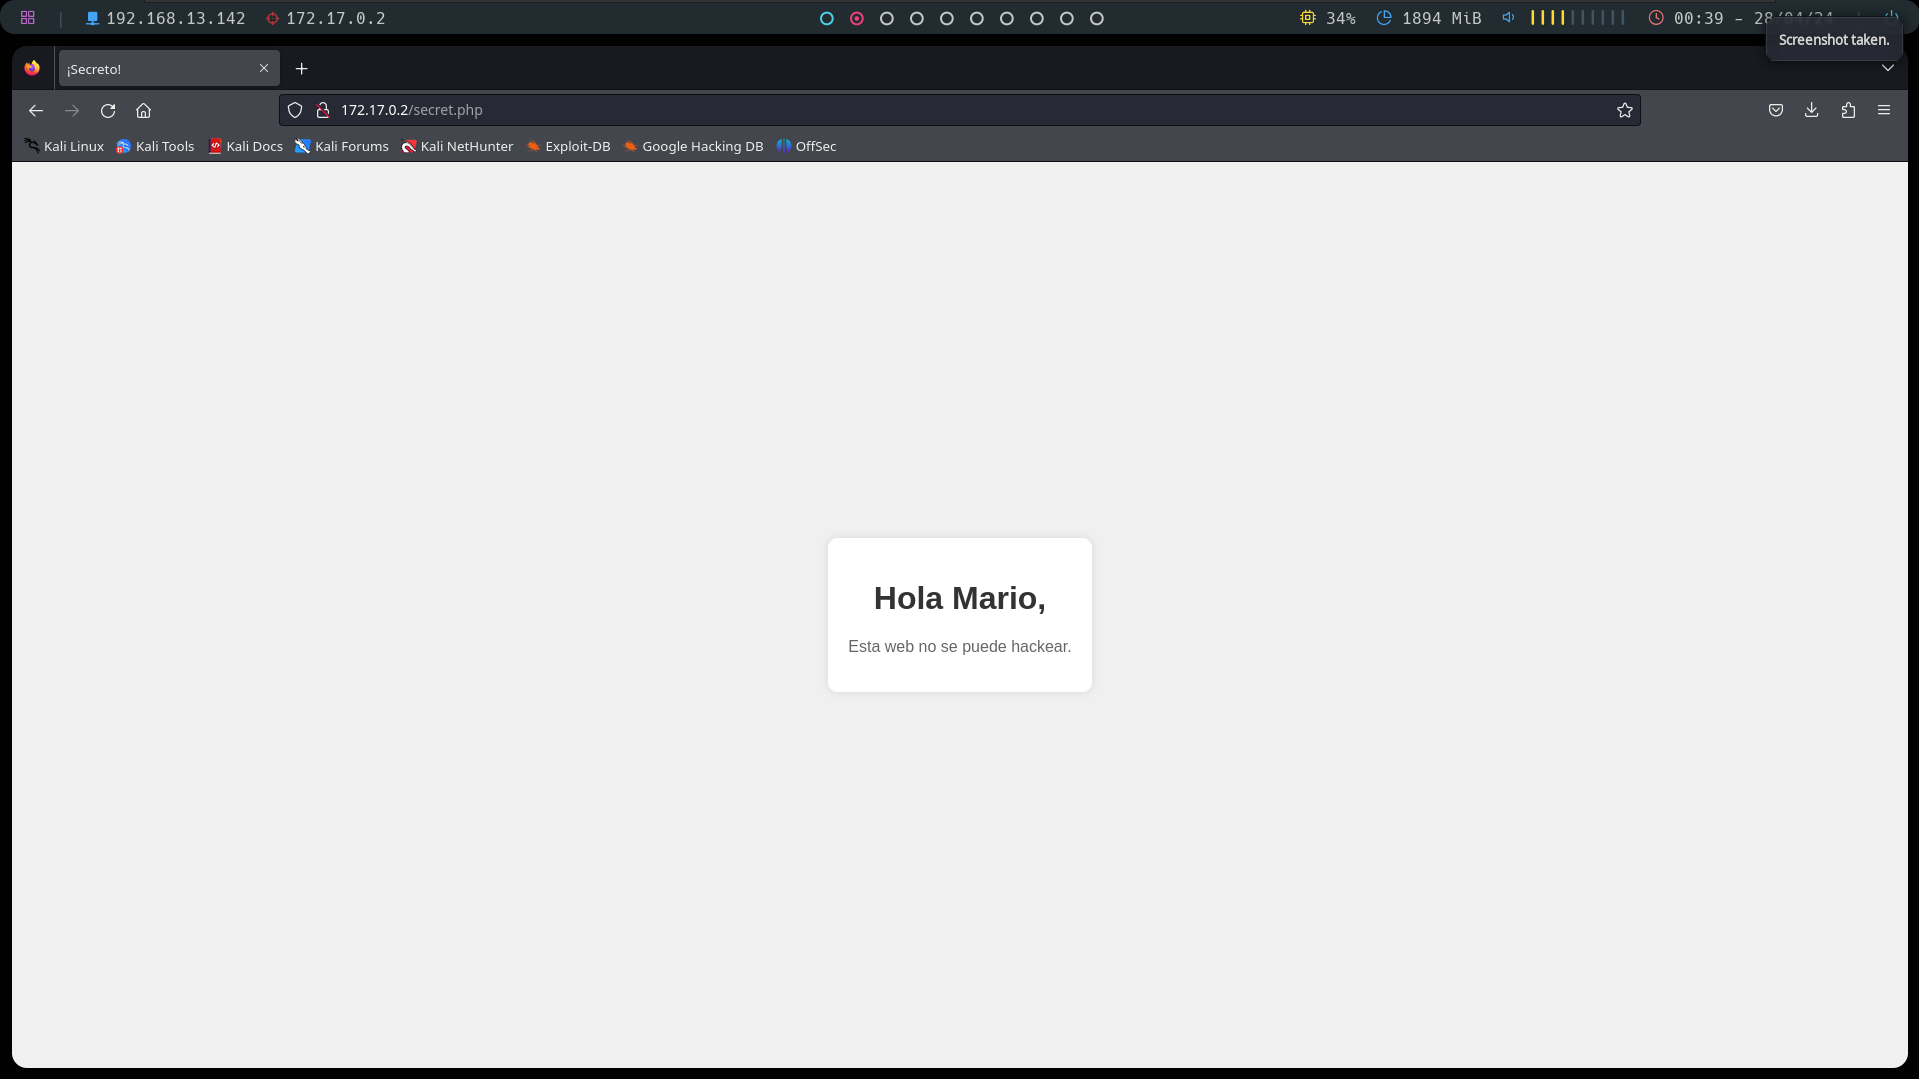 192.168.13.142 172.17.0.2 34% 1894 MiB 00:39 - 28/04/24
Screenshot taken.
¡Secreto!
172.17.0.2/secret.php
Kali Linux Kali Tools Kali Docs Kali Forums Kali NetHunter Exploit-DB Google Hacking DB OffSec
Hola Mario,
Esta web no se puede hackear.